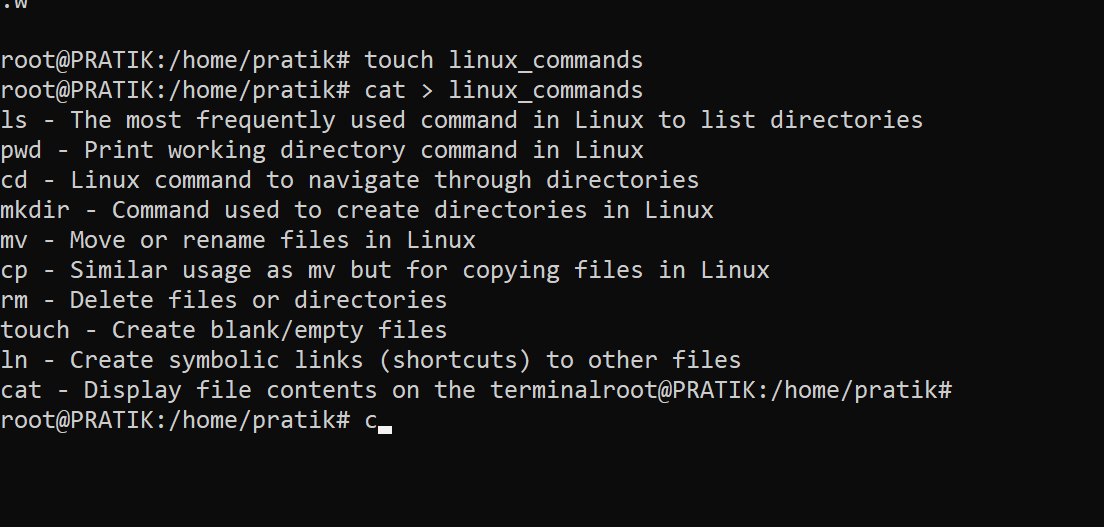 :w
root@PRATIK:/home/pratik# touch linux_commands
root@PRATIK:/home/pratik# cat > linux_commands
ls - The most frequently used command in Linux to list directories
pwd - Print working directory command in Linux
cd - Linux command to navigate through directories
mkdir - Command used to create directories in Linux
mv - Move or rename files in Linux
cp - Similar usage as mv but for copying files in Linux
rm - Delete files or directories
touch - Create blank/empty files
ln - Create symbolic links (shortcuts) to other files
cat - Display file contents on the terminalroot@PRATIK:/home/pratik#
root@PRATIK:/home/pratik# c